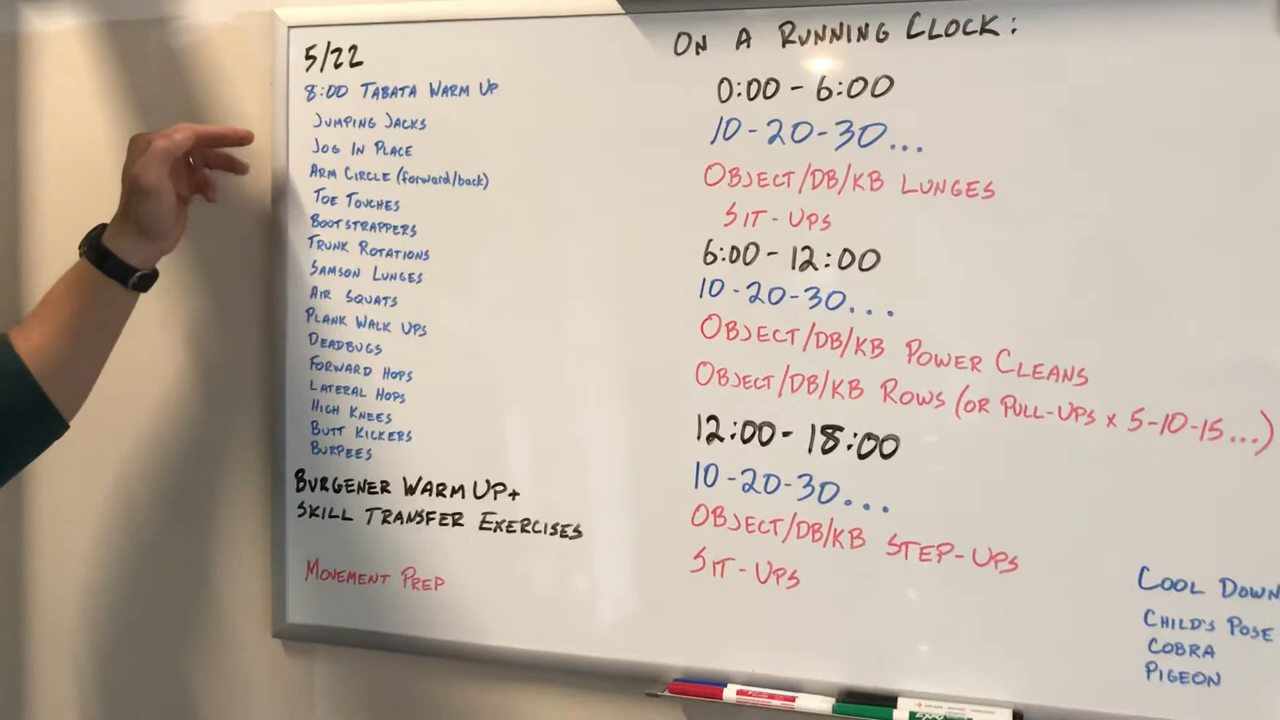 5/22
8:00 TABATA WARM UP
JUMPING JACKS
JOG IN PLACE
ARM CIRCLE (forward/back)
TOE TOUCHES
BOOTSTRAPPERS
TRUNK ROTATIONS
SAMSON LUNGES
AIR SQUATS
PLANK WALK UPS
DEADBUGS
FORWARD HOPS
LATERAL HOPS
HIGH KNEES
BUTT KICKERS
BURPEES
BURGENER WARM UP+
SKILL TRANSFER EXERCISES
MOVEMENT PREP
ON A RUNNING CLOCK:
0:00 - 6:00
10-20-30...
OBJECT/DB/KB LUNGES
SIT-UPS
6:00 - 12:00
10-20-30...
OBJECT/DB/KB POWER CLEANS
OBJECT/DB/KB ROWS (OR PULL-UPS x 5-10-15...)
12:00 - 18:00
10-20-30...
OBJECT/DB/KB STEP-UPS
SIT-UPS
COOL DOWN
CHILD'S POSE
COBRA
PIGEON
EXPO